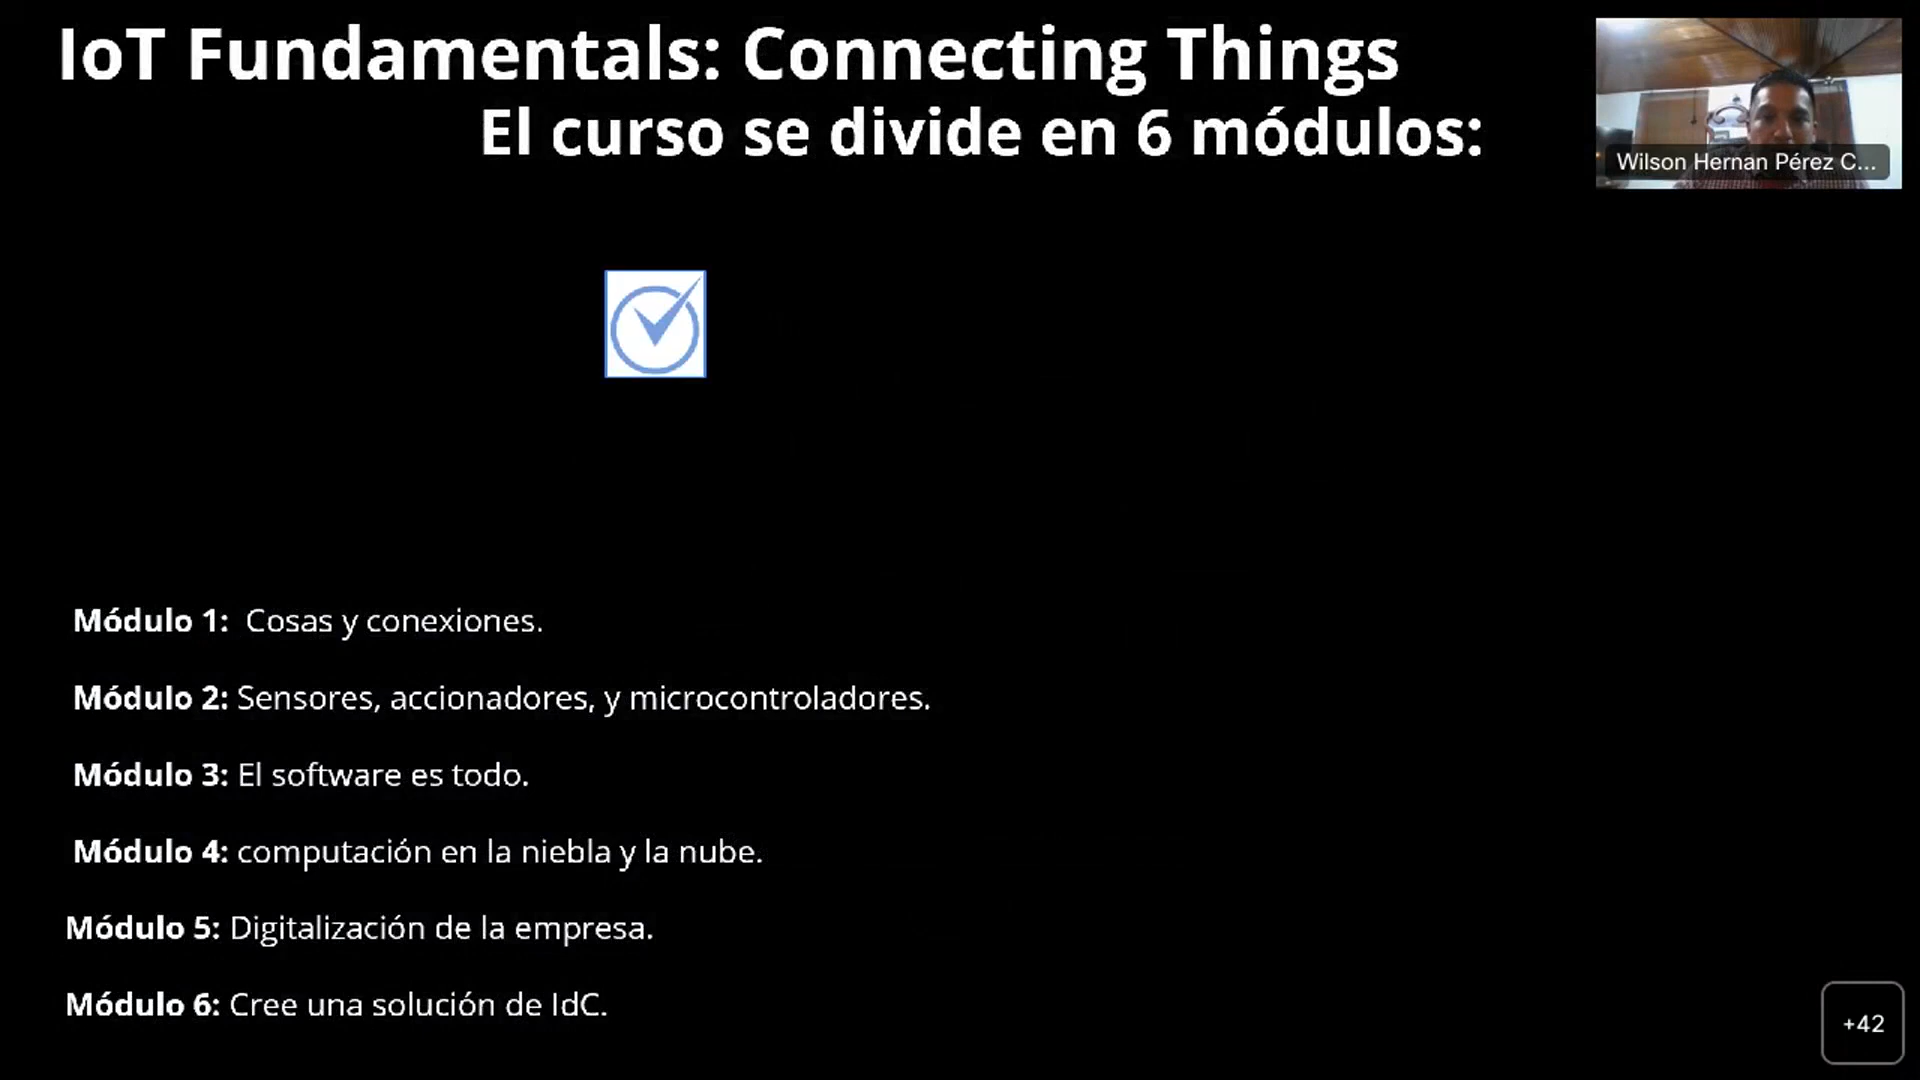 IoT Fundamentals: Connecting Things
El curso se divide en 6 módulos:
Wilson Hernan Pérez C...
Módulo 1: Cosas y conexiones.
Módulo 2: Sensores, accionadores, y microcontroladores.
Módulo 3: El software es todo.
Módulo 4: computación en la niebla y la nube.
Módulo 5: Digitalización de la empresa.
Módulo 6: Cree una solución de IdC.
+42